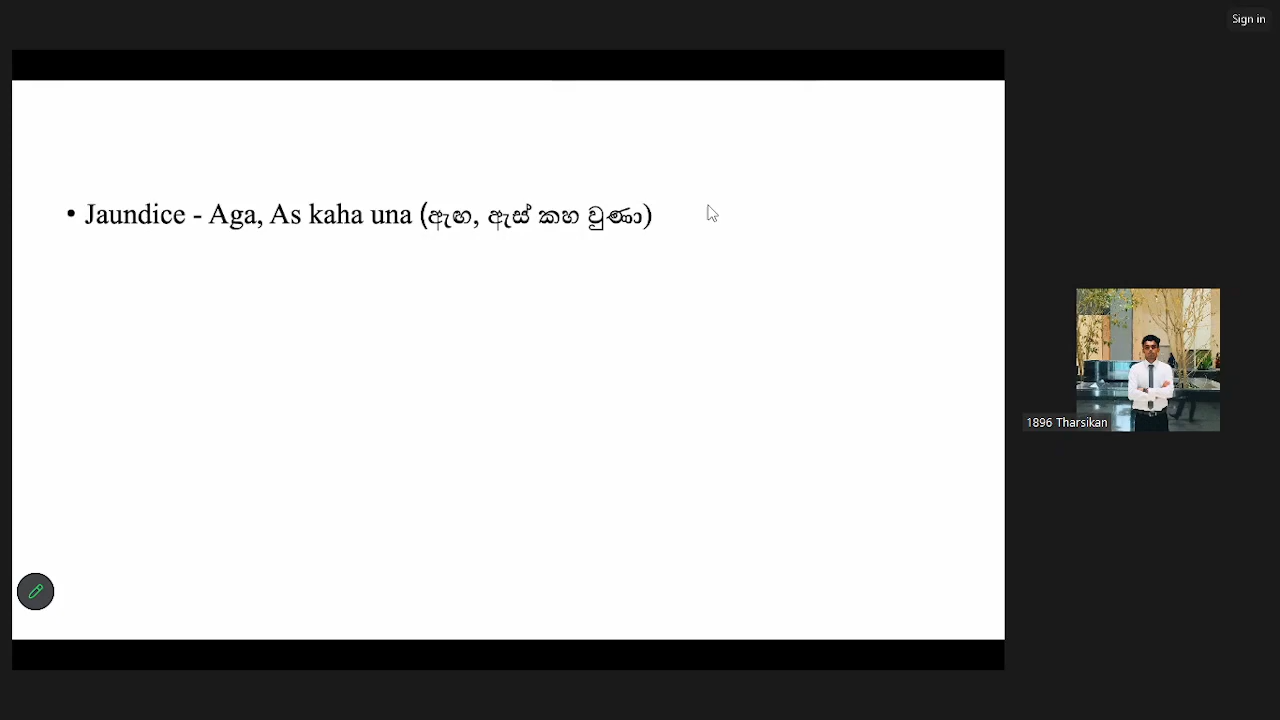 Sign in
• Jaundice - Aga, As kaha una (ඇඟ, ඇස් කහ වුණා)
1896 Tharsikan